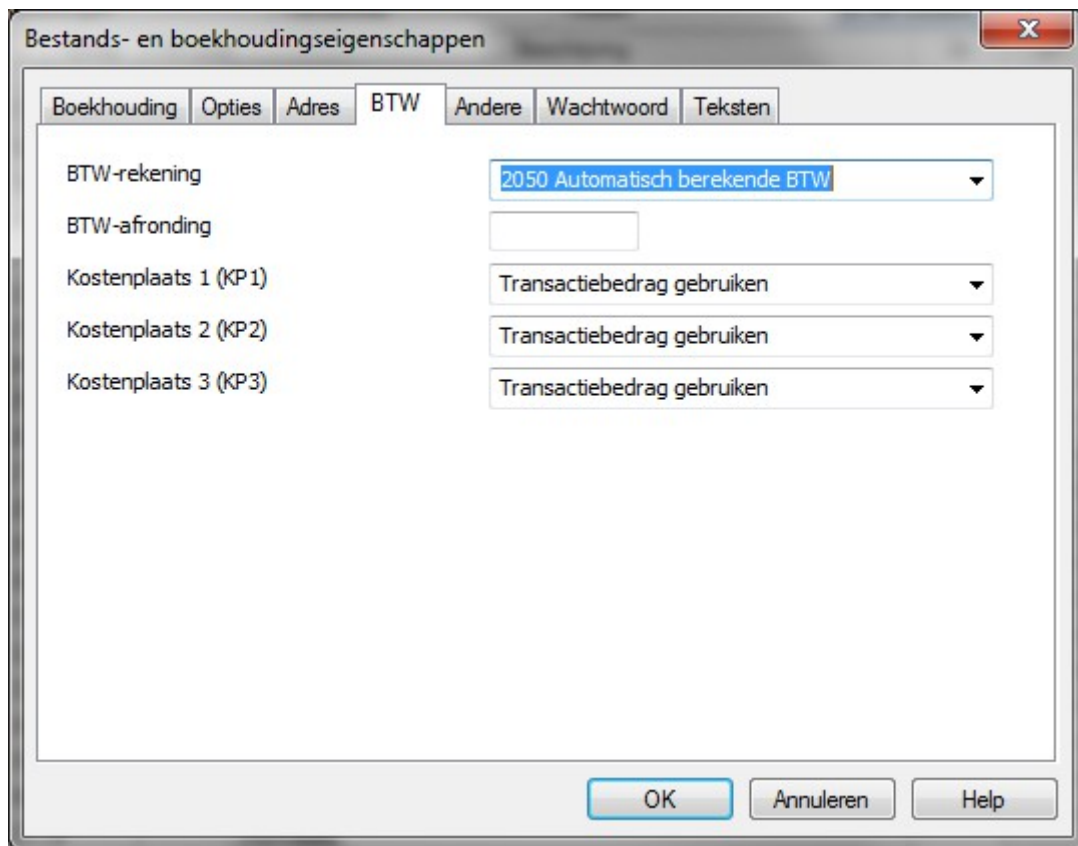 Bestands- en boekhoudingseigenschappen
Boekhouding Opties Adres BTW Andere Wachtwoord Teksten
BTW-rekening 2050 Automatisch berekende BTW
BTW-afronding
Kostenplaats 1 (KP1) Transactiebedrag gebruiken
Kostenplaats 2 (KP2) Transactiebedrag gebruiken
Kostenplaats 3 (KP3) Transactiebedrag gebruiken
OK Annuleren Help